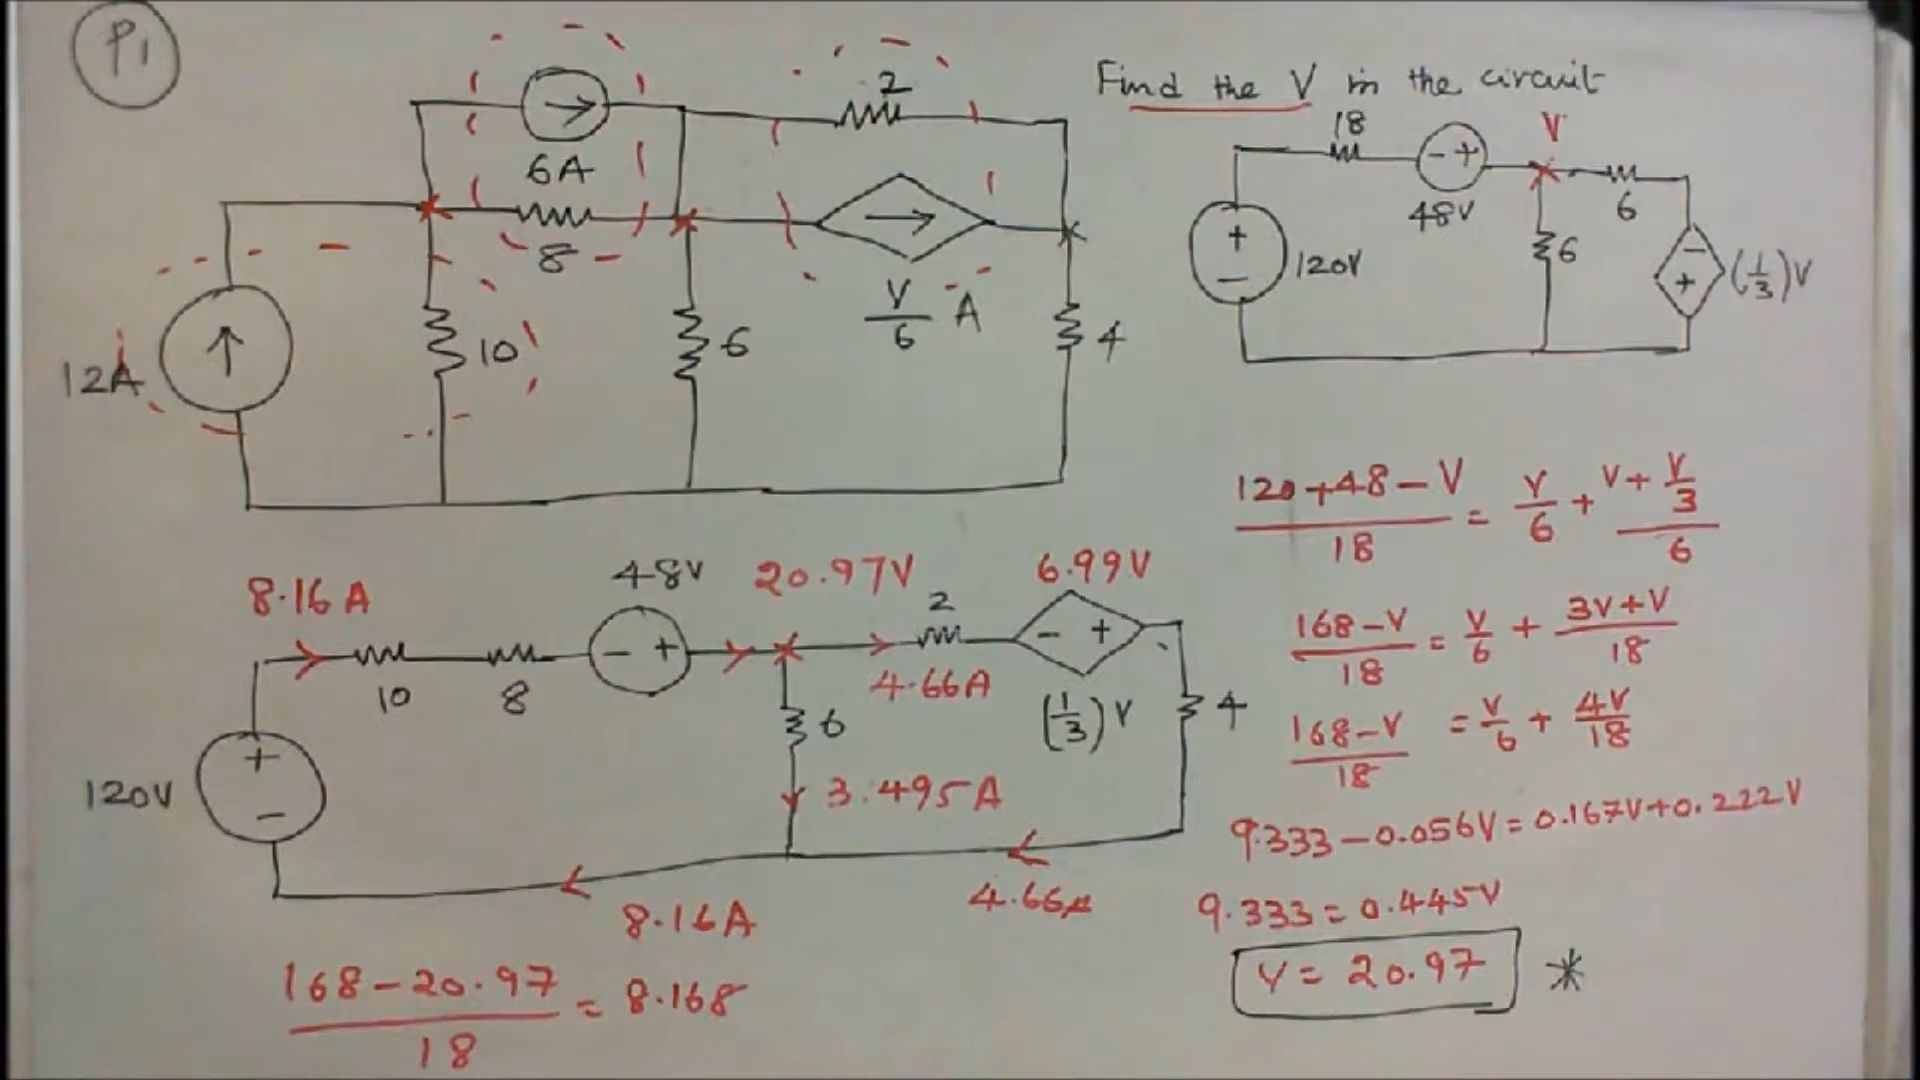 P1
Find the V in the circuit
6A
8
2
V/6 A
12A
10
6
4
18
48V
V
6
6
120V
(1/3)V
120+48-V/18 = V/6 + V+V/3/6
168-V/18 = V/6 + 3V+V/18
168-V/18 = V/6 + 4V/18
9.333-0.056V=0.167V+0.222V
9.333=0.445V
V=20.97 *
8.16A
48V
20.97V
6.99V
10
8
2
4.66A
(1/3)V
4
6
120V
3.495A
8.16A
4.66A
168-20.97/18 = 8.168